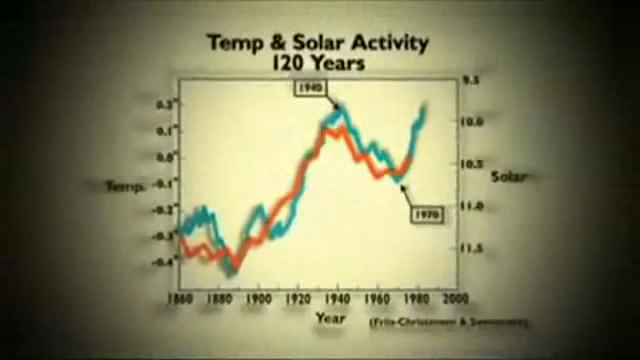 Temp & Solar Activity
120 Years
9.5
1940
0.2°
10.0
0.1°
0.0°
10.5
Temp.
-0.1°
Solar
-0.2°
11.0
1970
-0.3°
11.5
-0.4°
1860 1880 1900 1920 1940 1960 1980 2000
Year
(Friis-Christensen &